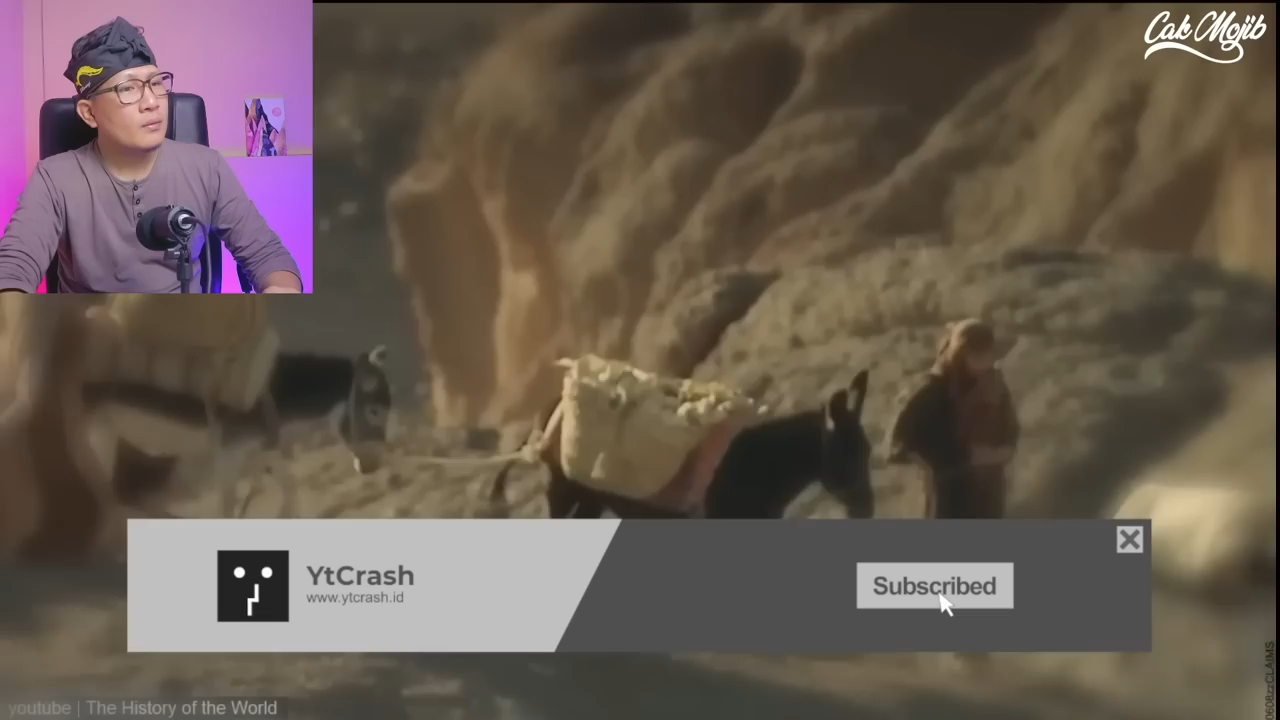 Cak Mojib
YtCrash
www.ytcrash.id
Subscribed
youtube | The History of the World